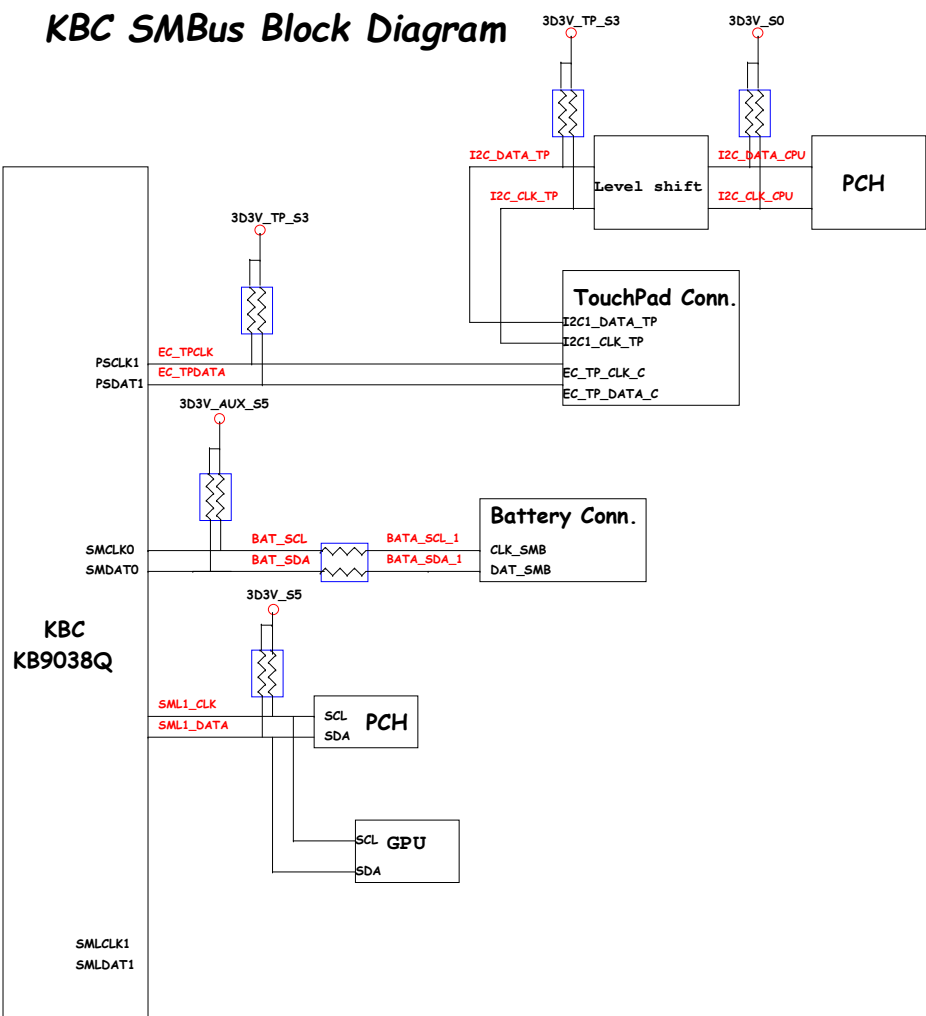 KBC SMBus Block Diagram
3D3V_TP_S3
3D3V_S0
I2C_DATA_TP
I2C_DATA_CPU
Level shift
PCH
I2C_CLK_TP
I2C_CLK_CPU
3D3V_TP_S3
TouchPad Conn.
I2C1_DATA_TP
I2C1_CLK_TP
PSCLK1
EC_TPCLK
EC_TP_CLK_C
PSDAT1
EC_TPDATA
EC_TP_DATA_C
3D3V_AUX_S5
Battery Conn.
SMCLK0
BAT_SCL
BATA_SCL_1
CLK_SMB
SMDAT0
BAT_SDA
BATA_SDA_1
DAT_SMB
3D3V_S5
KBC
KB9038Q
SML1_CLK
SCL
PCH
SML1_DATA
SDA
SCL
GPU
SDA
SMLCLK1
SMLDAT1